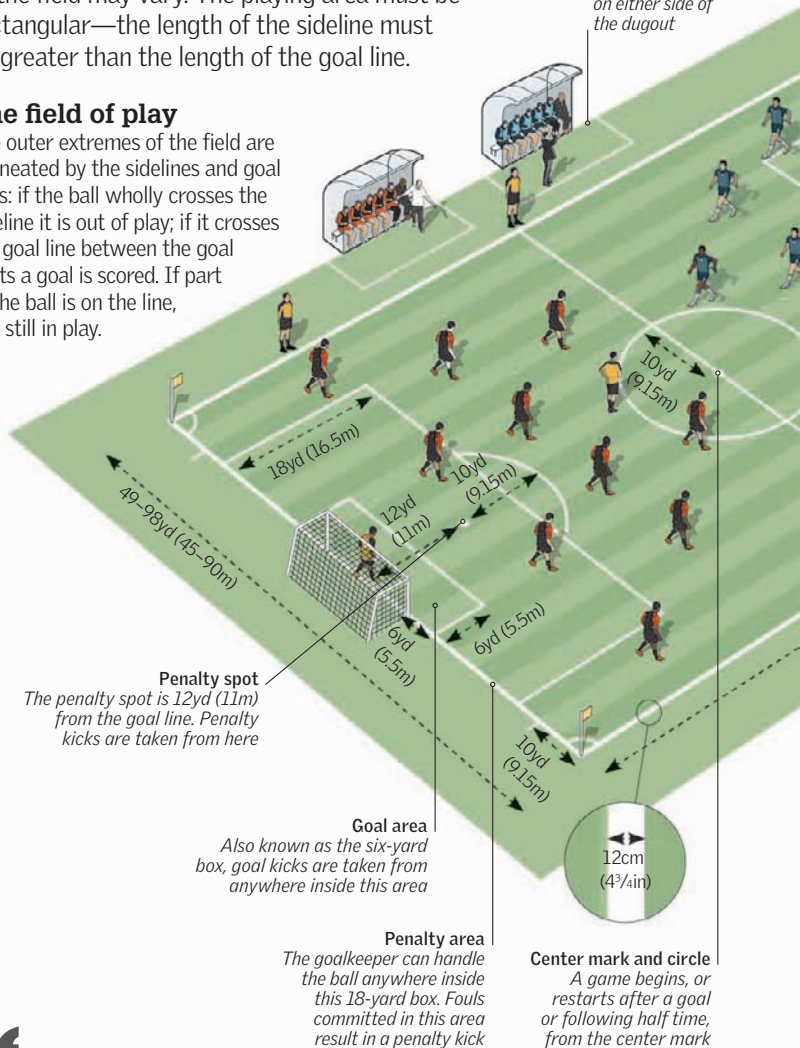 the field may vary. The playing area must be
ctangular—the length of the sideline must
greater than the length of the goal line.
on either side of
the dugout
e field of play
outer extremes of the field are
neated by the sidelines and goal
s: if the ball wholly crosses the
eline it is out of play; if it crosses
goal line between the goal
ts a goal is scored. If part
he ball is on the line,
still in play.
10yd
(9.15m)
18yd (16.5m)
10yd
(9.15m)
12yd
(11m)
49–98yd (45–90m)
6yd
(5.5m)
6yd (5.5m)
Penalty spot
The penalty spot is 12yd (11m)
from the goal line. Penalty
kicks are taken from here
10yd
(9.15m)
Goal area
Also known as the six-yard
box, goal kicks are taken from
anywhere inside this area
12cm
(4¾in)
Penalty area
The goalkeeper can handle
the ball anywhere inside
this 18-yard box. Fouls
committed in this area
result in a penalty kick
Center mark and circle
A game begins, or
restarts after a goal
or following half time,
from the center mark